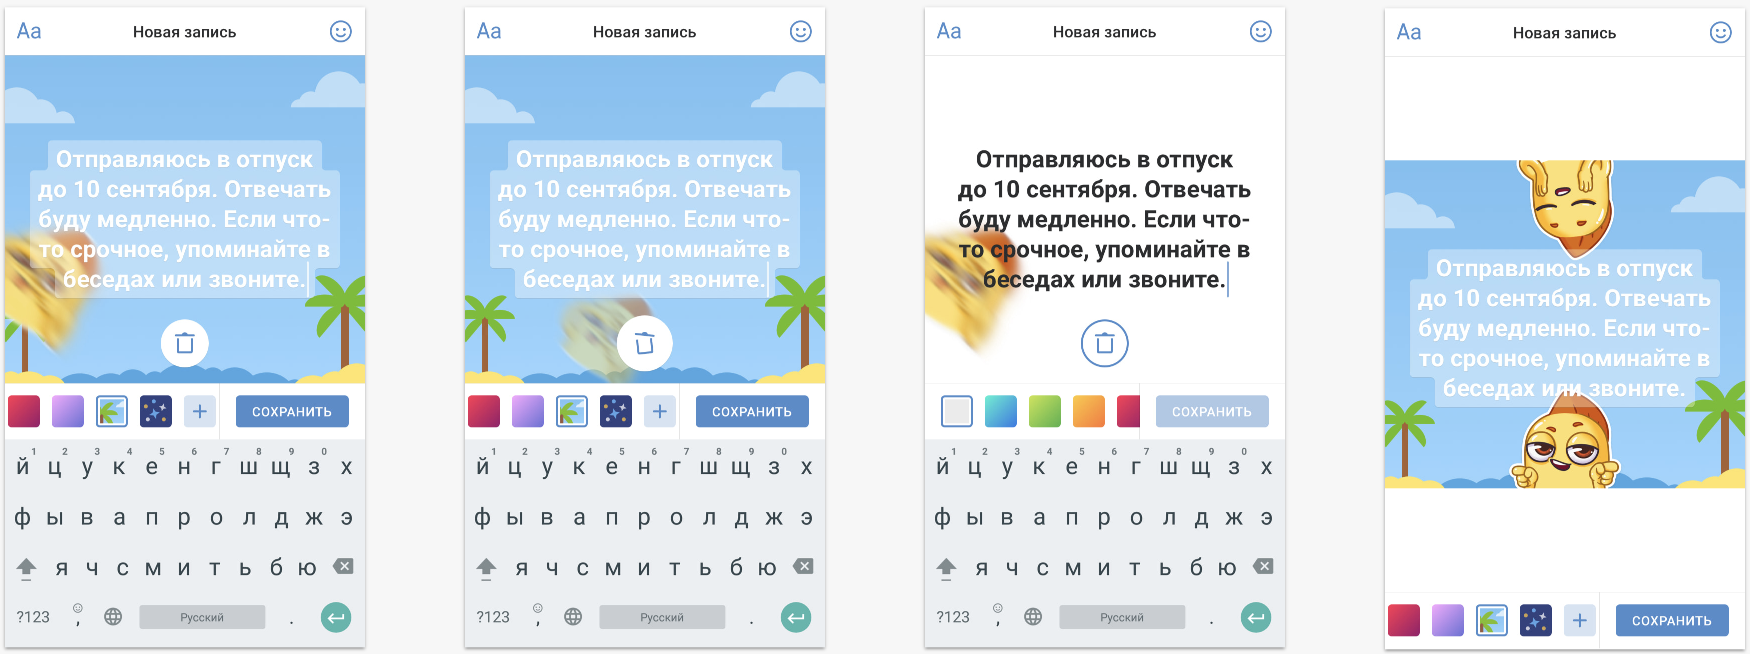 Aa Новая запись
Отправляюсь в отпуск
до 10 сентября. Отвечать
буду медленно. Если что-
то срочное, упоминайте в
беседах или звоните.
+ СОХРАНИТЬ
1 2 3 4 5 6 7 8 9 0
й ц у к е н г ш щ з х
ф ы в а п р о л д ж э
я ч с м и т ь б ю
?123 , Русский .
Aa Новая запись
Отправляюсь в отпуск
до 10 сентября. Отвечать
буду медленно. Если что-
то срочное, упоминайте в
беседах или звоните.
+ СОХРАНИТЬ
1 2 3 4 5 6 7 8 9 0
й ц у к е н г ш щ з х
ф ы в а п р о л д ж э
я ч с м и т ь б ю
?123 , Русский .
Aa Новая запись
Отправляюсь в отпуск
до 10 сентября. Отвечать
буду медленно. Если что-
то срочное, упоминайте в
беседах или звоните.
СОХРАНИТЬ
1 2 3 4 5 6 7 8 9 0
й ц у к е н г ш щ з х
ф ы в а п р о л д ж э
я ч с м и т ь б ю
?123 , Русский .
Aa Новая запись
Отправляюсь в отпуск
до 10 сентября. Отвечать
буду медленно. Если что-
то срочное, упоминайте в
беседах или звоните.
+ СОХРАНИТЬ